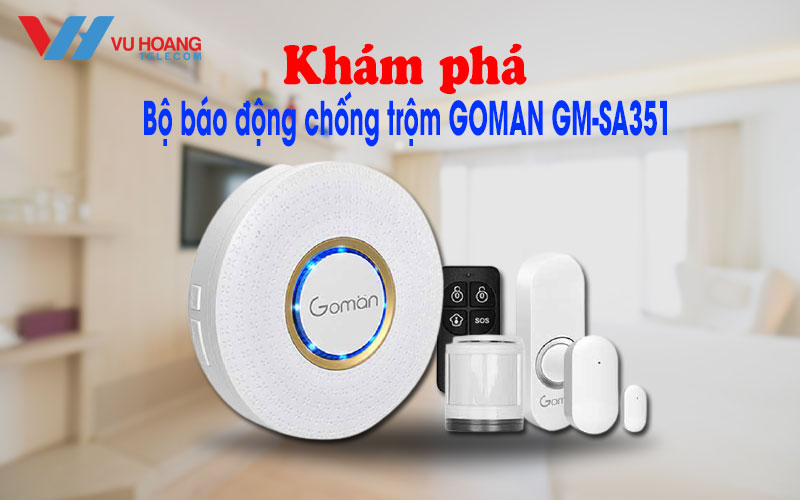 VU HOANG
TELECOM
Khám phá
Bộ báo động chống trộm GOMAN GM-SA351
Goman
SOS
Goman